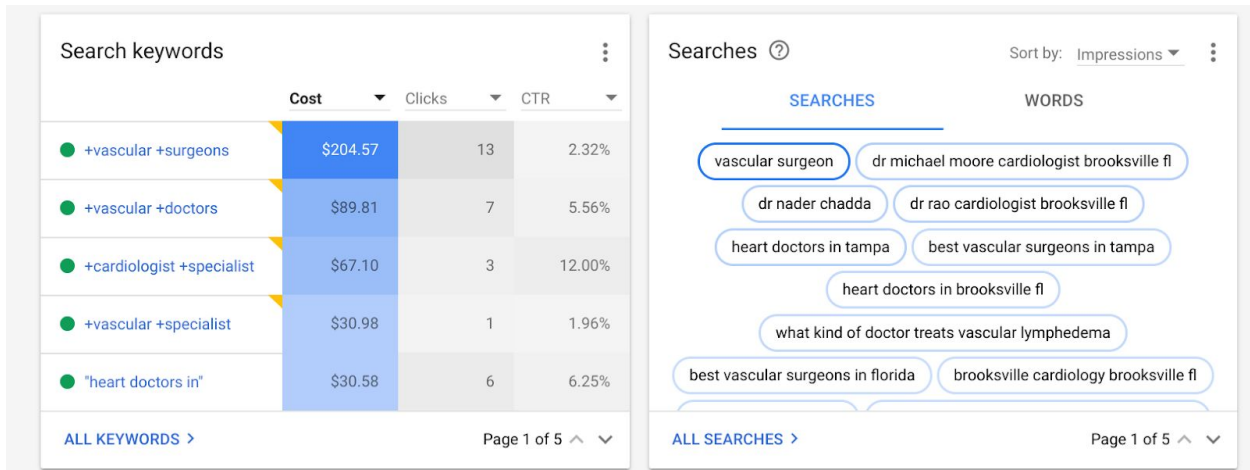 Search keywords
Cost Clicks CTR
+vascular +surgeons $204.57 13 2.32%
+vascular +doctors $89.81 7 5.56%
+cardiologist +specialist $67.10 3 12.00%
+vascular +specialist $30.98 1 1.96%
"heart doctors in" $30.58 6 6.25%
ALL KEYWORDS > Page 1 of 5
Searches ?
Sort by: Impressions
SEARCHES WORDS
vascular surgeon dr michael moore cardiologist brooksville fl
dr nader chadda dr rao cardiologist brooksville fl
heart doctors in tampa best vascular surgeons in tampa
heart doctors in brooksville fl
what kind of doctor treats vascular lymphedema
best vascular surgeons in florida brooksville cardiology brooksville fl
ALL SEARCHES > Page 1 of 5